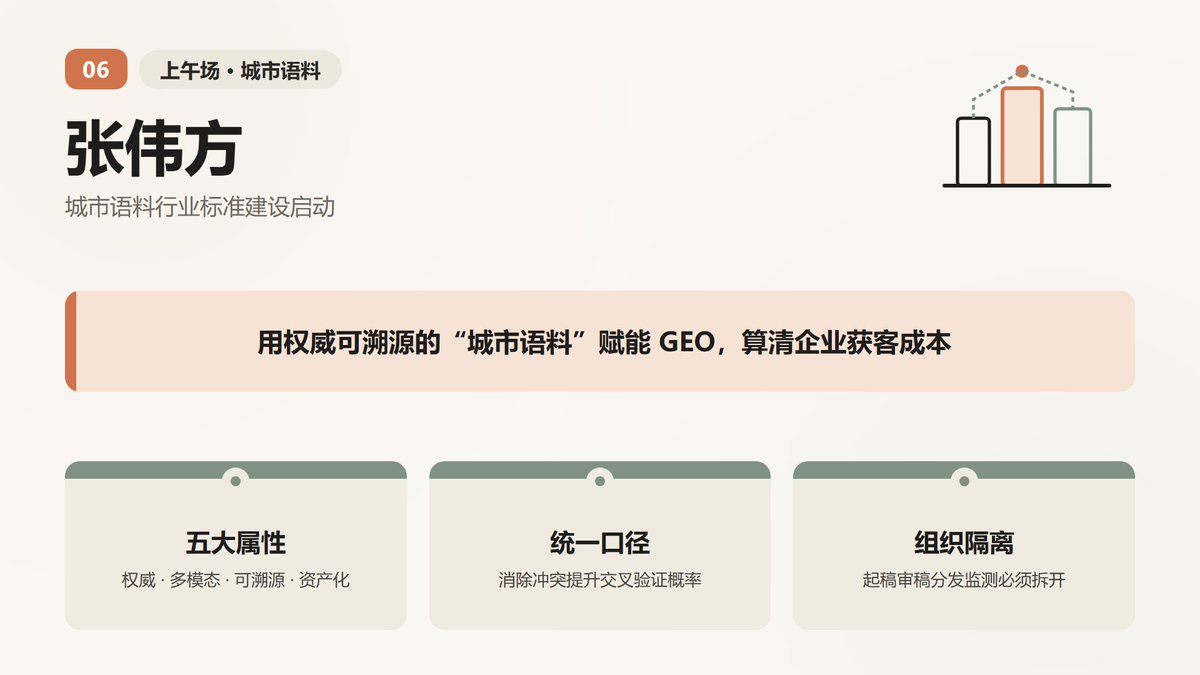 06
上午场·城市语料
张伟方
城市语料行业标准建设启动
用权威可溯源的“城市语料”赋能 GEO，算清企业获客成本
五大属性
权威·多模态·可溯源·资产化
统一口径
消除冲突提升交叉验证概率
组织隔离
起稿审稿分发监测必须拆开